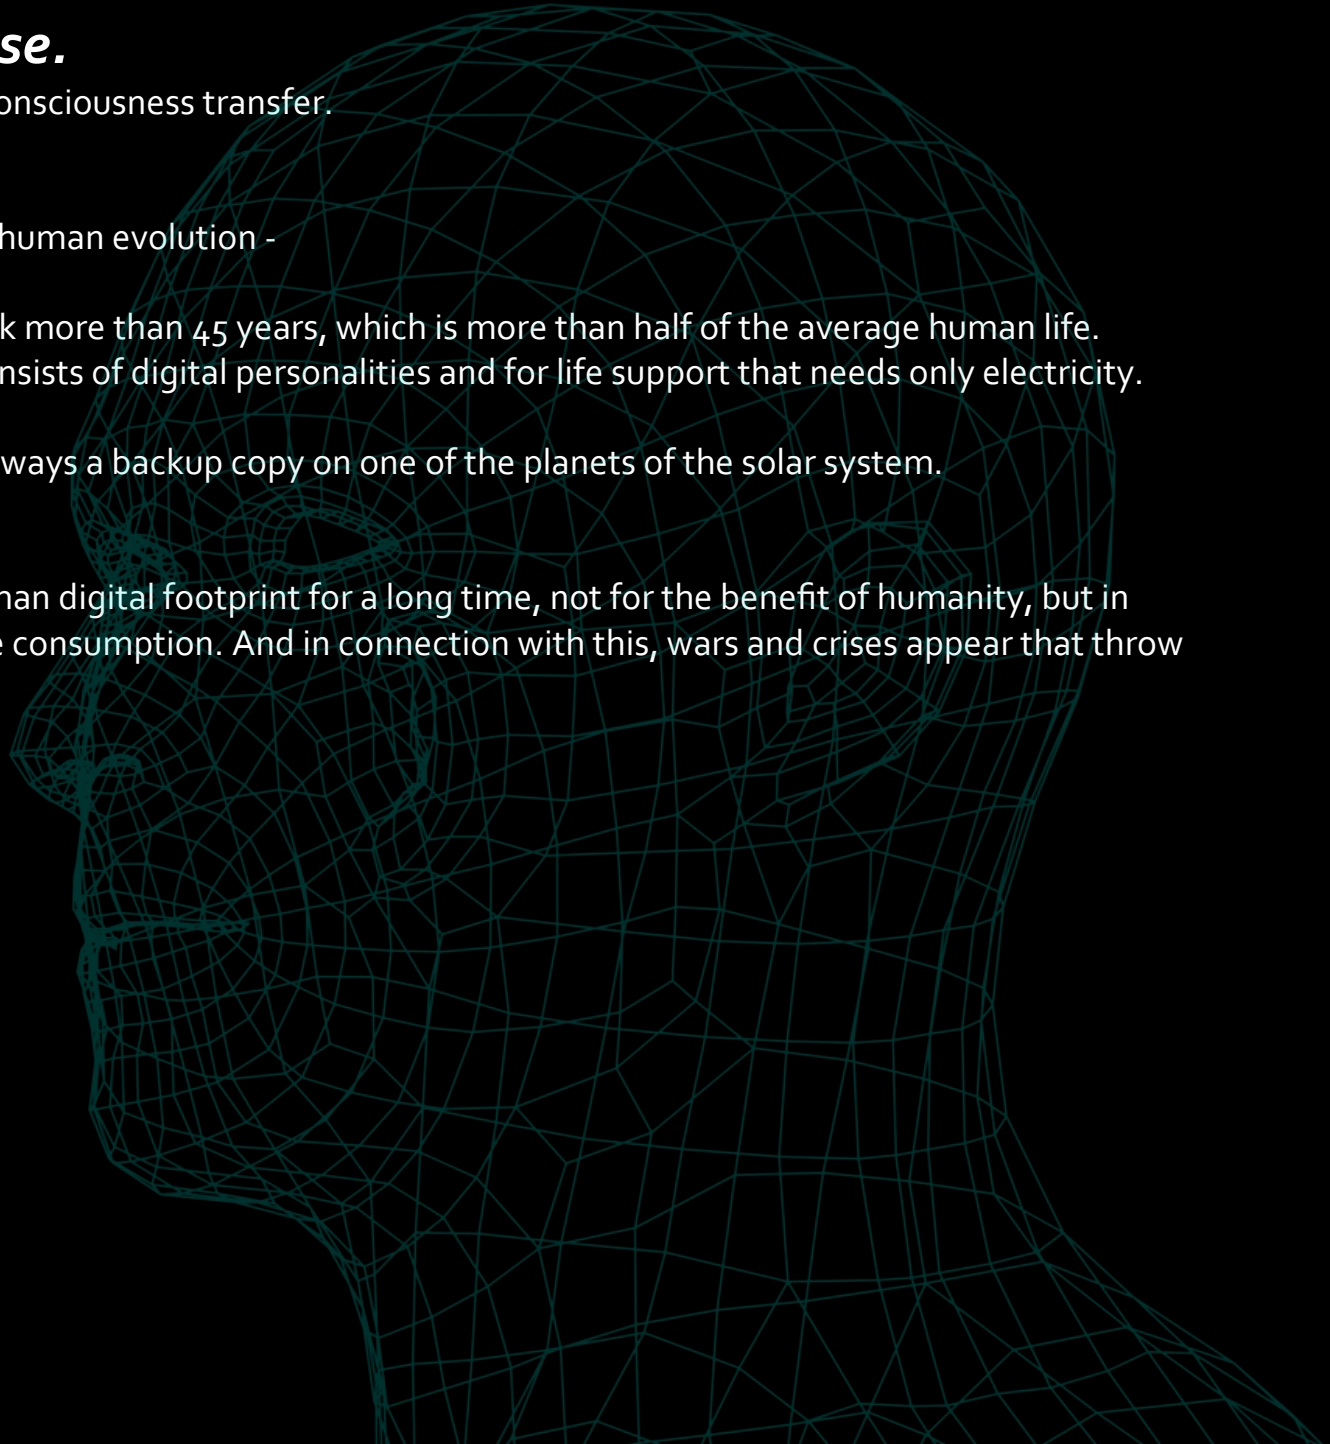 se.
onsciousness transfer.
human evolution -
k more than 45 years, which is more than half of the average human life.
nsists of digital personalities and for life support that needs only electricity.
ways a backup copy on one of the planets of the solar system.
nan digital footprint for a long time, not for the benefit of humanity, but in
e consumption. And in connection with this, wars and crises appear that throw